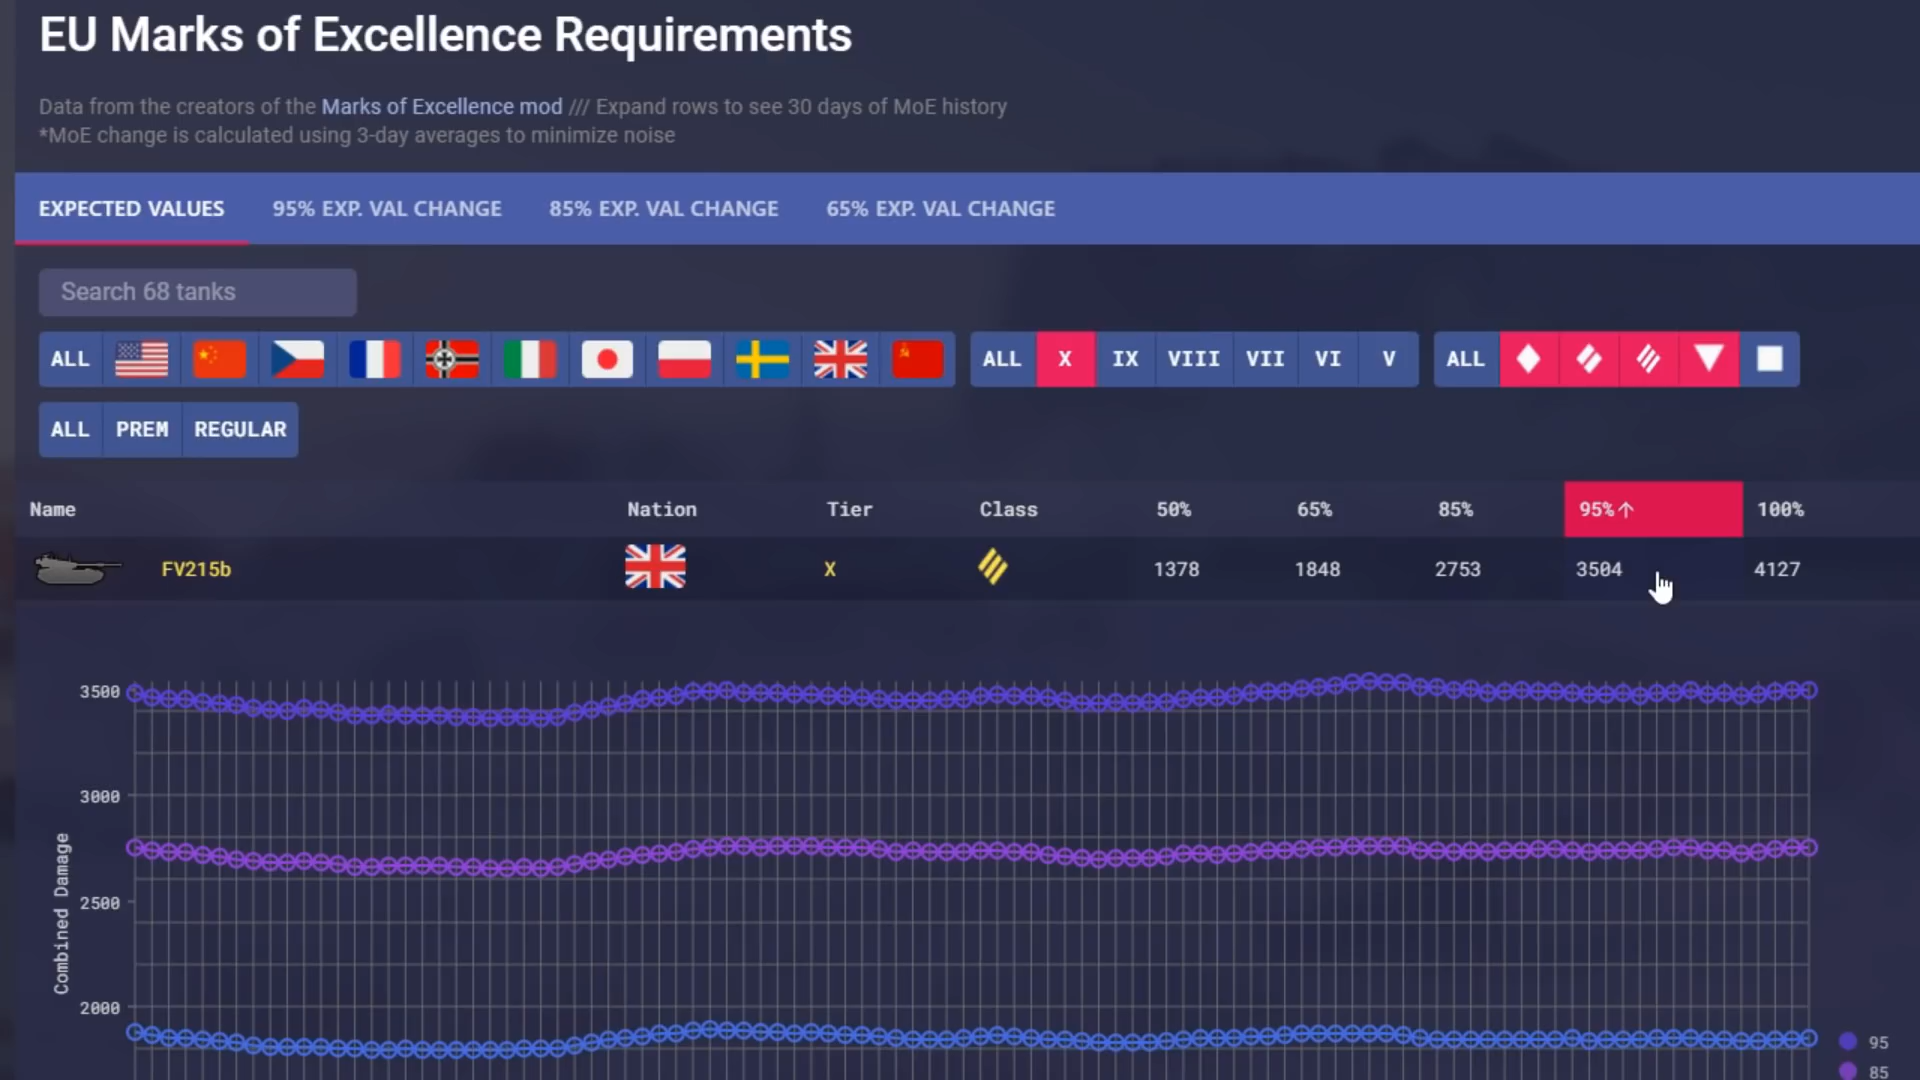 EU Marks of Excellence Requirements
Data from the creators of the Marks of Excellence mod /// Expand rows to see 30 days of MoE history
*MoE change is calculated using 3-day averages to minimize noise
EXPECTED VALUES 95% EXP. VAL CHANGE 85% EXP. VAL CHANGE 65% EXP. VAL CHANGE
Search 68 tanks
ALL ALL X IX VIII VII VI V ALL
ALL PREM REGULAR
Name Nation Tier Class 50% 65% 85% 95%↑ 100%
FV215b X 1378 1848 2753 3504 4127
3500
3000
2500
2000
Combined Damage
95
85